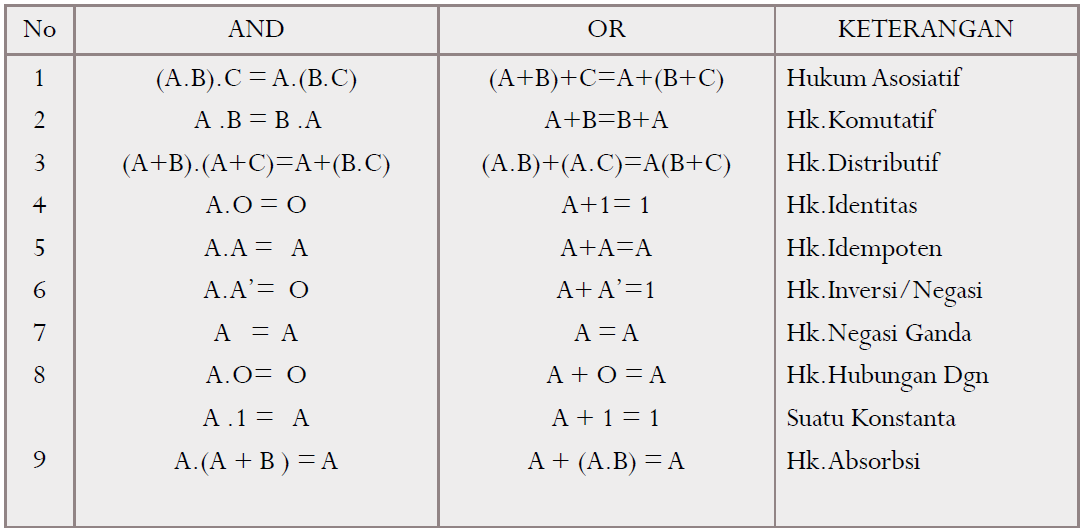 No AND OR KETERANGAN
1 (A.B).C = A.(B.C) (A+B)+C=A+(B+C) Hukum Asosiatif
2 A .B = B .A A+B=B+A Hk.Komutatif
3 (A+B).(A+C)=A+(B.C) (A.B)+(A.C)=A(B+C) Hk.Distributif
4 A.O = O A+1= 1 Hk.Identitas
5 A.A = A A+A=A Hk.Idempoten
6 A.A’= O A+ A’=1 Hk.Inversi/Negasi
7 A = A A = A Hk.Negasi Ganda
8 A.O= O A + O = A Hk.Hubungan Dgn
A .1 = A A + 1 = 1 Suatu Konstanta
9 A.(A + B ) = A A + (A.B) = A Hk.Absorbsi